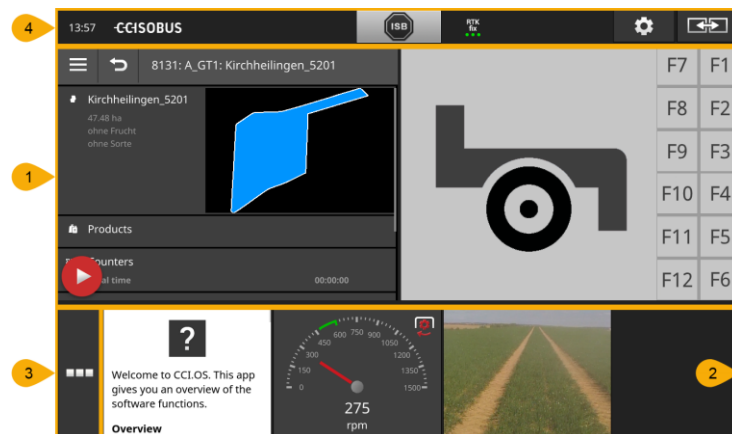 4
13:57
CCISOBUS
ISB
RTK
fix
8131: A_GT1: Kirchheilingen_5201
Kirchheilingen_5201
47.48 ha
ohne Frucht
ohne Sorte
Products
ounters
al time 00:00:00
F7 F1
F8 F2
F9 F3
F10 F4
F11 F5
F12 F6
1
3
?
Welcome to CCI.OS. This app
gives you an overview of the
software functions.
Overview
0
150
300
450
600
750
900
1050
1200
1350
1500
275
rpm
2